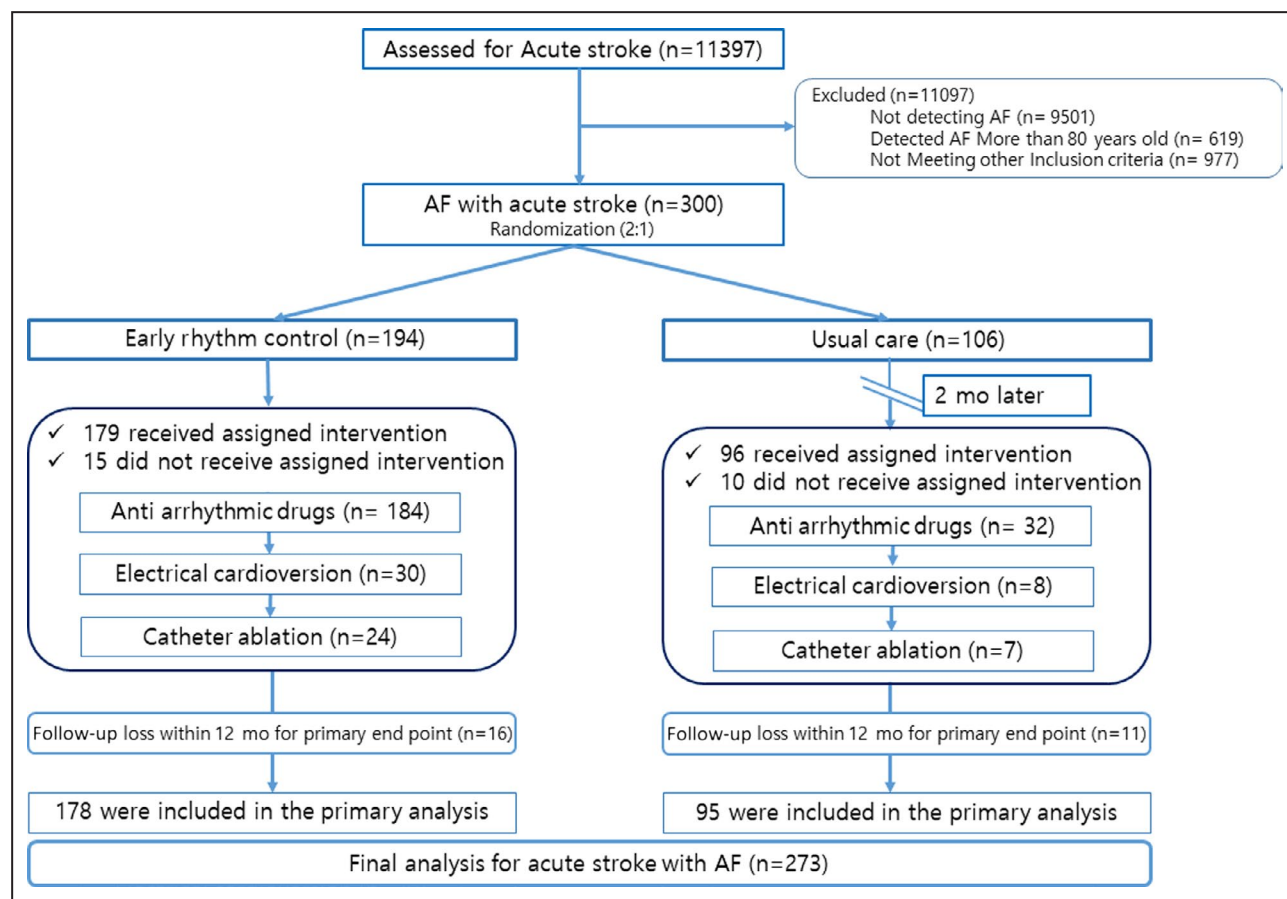 Assessed for Acute stroke (n=11397)
Excluded (n=11097)
Not detecting AF (n= 9501)
Detected AF More than 80 years old (n= 619)
Not Meeting other Inclusion criteria (n= 977)
AF with acute stroke (n=300)
Randomization (2:1)
Early rhythm control (n=194)
✓ 179 received assigned intervention
✓ 15 did not receive assigned intervention
Anti arrhythmic drugs (n= 184)
Electrical cardioversion (n=30)
Catheter ablation (n=24)
Follow-up loss within 12 mo for primary end point (n=16)
178 were included in the primary analysis
Usual care (n=106)
2 mo later
✓ 96 received assigned intervention
✓ 10 did not receive assigned intervention
Anti arrhythmic drugs (n= 32)
Electrical cardioversion (n=8)
Catheter ablation (n=7)
Follow-up loss within 12 mo for primary end point (n=11)
95 were included in the primary analysis
Final analysis for acute stroke with AF (n=273)